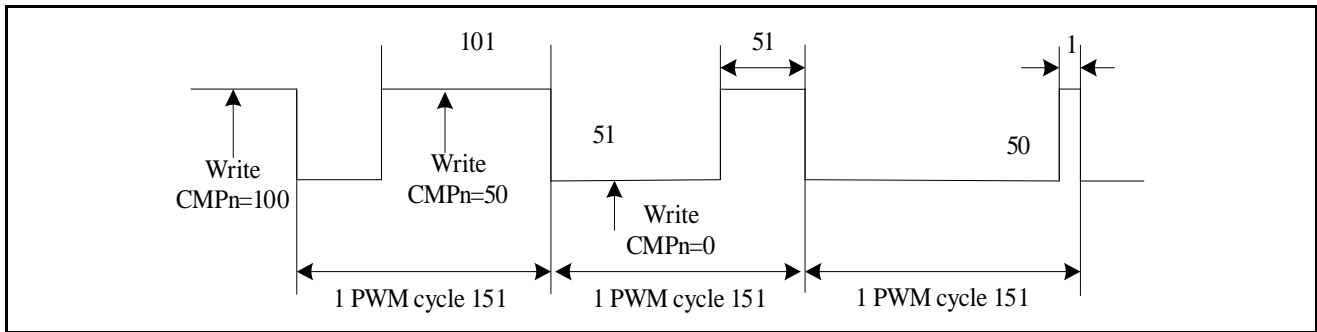 101
51
1
51
50
Write
CMPn=100
Write
CMPn=50
Write
CMPn=0
1 PWM cycle 151
1 PWM cycle 151
1 PWM cycle 151